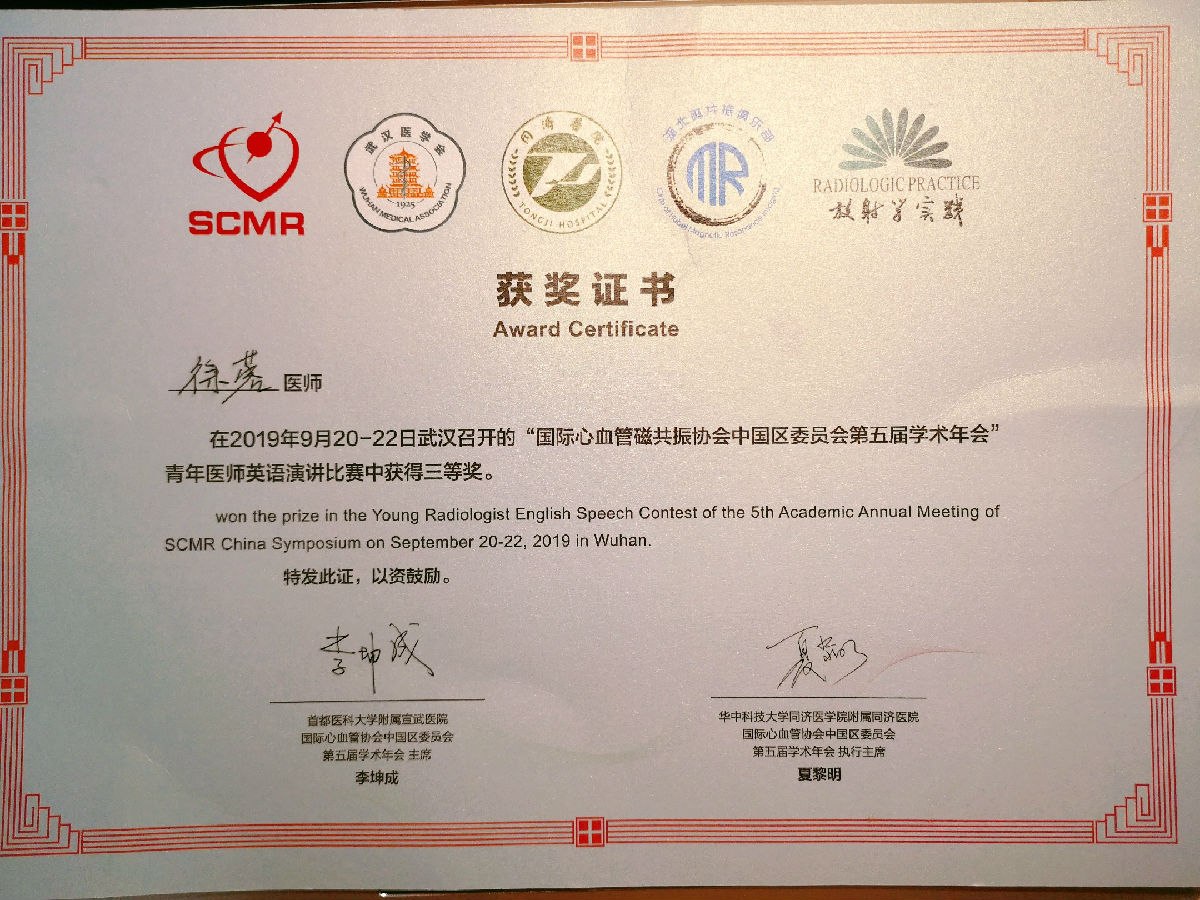 SCMR
武汉医学会
1925
WUHAN MEDICAL ASSOCIATION
同济医院
TONGJI HOSPITAL
湖北磁共振俱乐部
MR
RADIOLOGIC PRACTICE
放射学实践
获奖证书
Award Certificate
徐蓉 医师
在2019年9月20-22日武汉召开的“国际心血管磁共振协会中国区委员会第五届学术年会”
青年医师英语演讲比赛中获得三等奖。
won the prize in the Young Radiologist English Speech Contest of the 5th Academic Annual Meeting of
SCMR China Symposium on September 20-22, 2019 in Wuhan.
特发此证，以资鼓励。
李坤成
首都医科大学附属宣武医院
国际心血管协会中国区委员会
第五届学术年会 主席
李坤成
夏黎明
华中科技大学同济医学院附属同济医院
国际心血管协会中国区委员会
第五届学术年会 执行主席
夏黎明